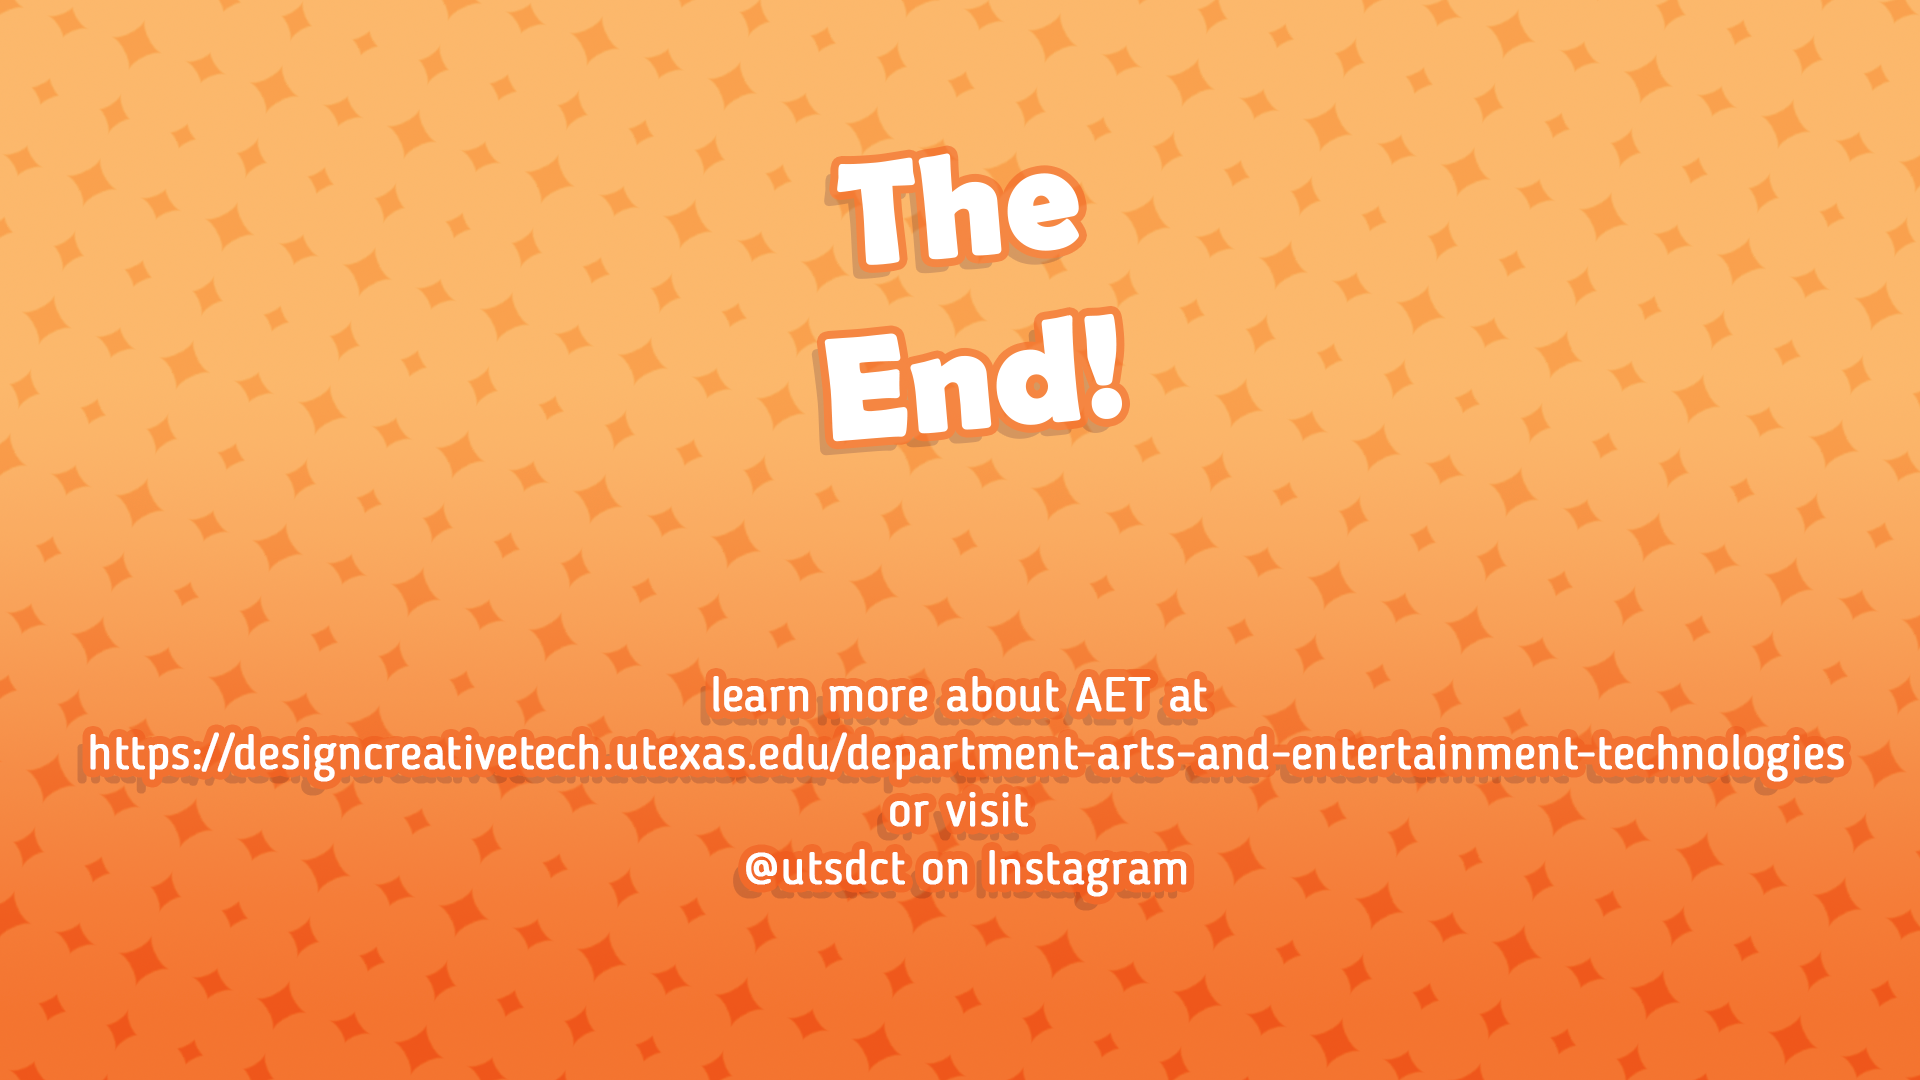 The
End!
learn more about AET at
https://designcreativetech.utexas.edu/department-arts-and-entertainment-technologies
or visit
@utsdct on Instagram